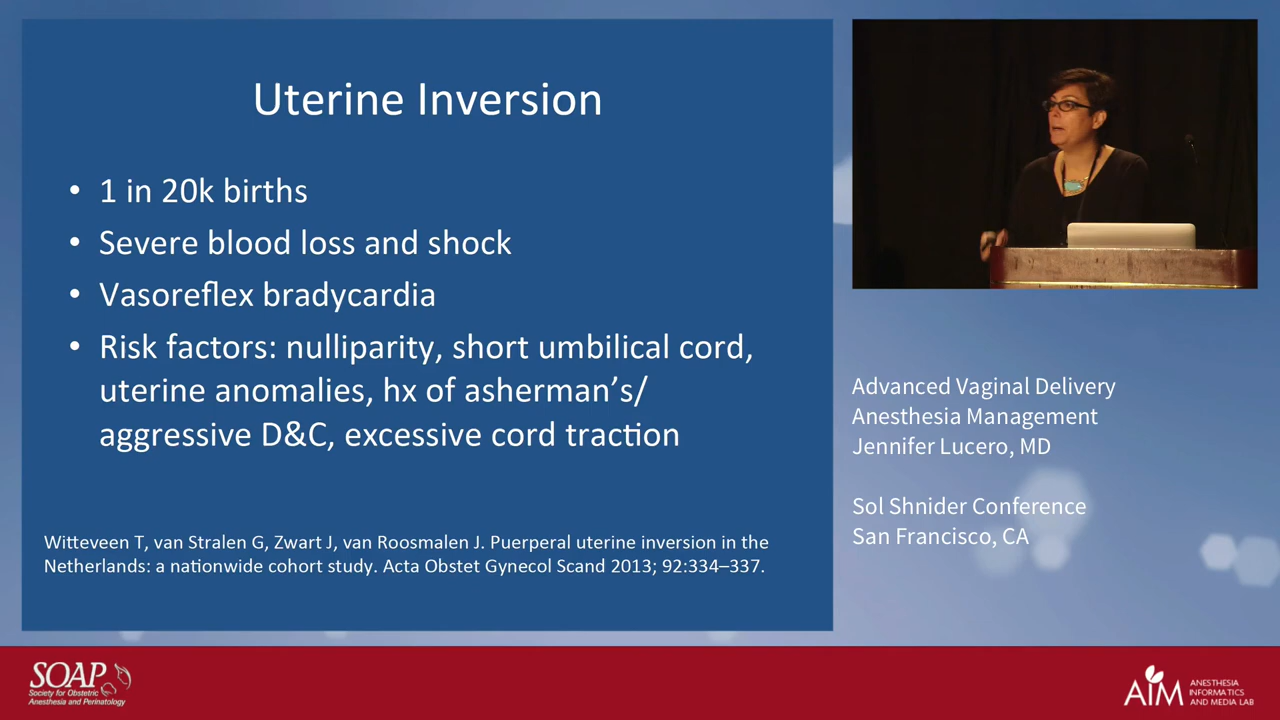 Uterine Inversion
• 1 in 20k births
• Severe blood loss and shock
• Vasoreflex bradycardia
• Risk factors: nulliparity, short umbilical cord,
uterine anomalies, hx of asherman’s/
aggressive D&C, excessive cord traction
Witteveen T, van Stralen G, Zwart J, van Roosmalen J. Puerperal uterine inversion in the
Netherlands: a nationwide cohort study. Acta Obstet Gynecol Scand 2013; 92:334–337.
Advanced Vaginal Delivery
Anesthesia Management
Jennifer Lucero, MD
Sol Shnider Conference
San Francisco, CA
SOAP
Society for Obstetric
Anesthesia and Perinatology
AIM
ANESTHESIA
INFORMATICS
AND MEDIA LAB